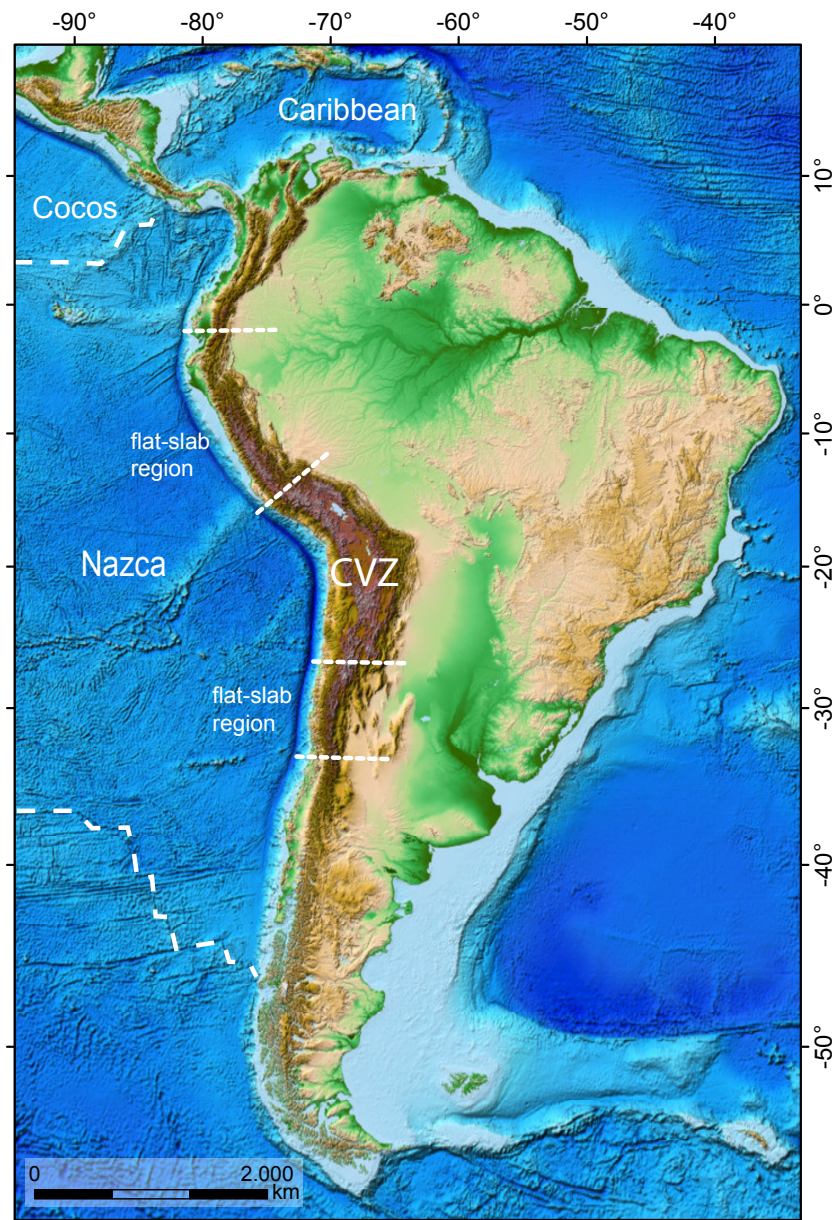 -90° -80° -70° -60° -50° -40°
Caribbean
10°
Cocos
0°
-10°
flat-slab
region
Nazca
CVZ
-20°
flat-slab
region
-30°
-40°
-50°
0 2.000
km